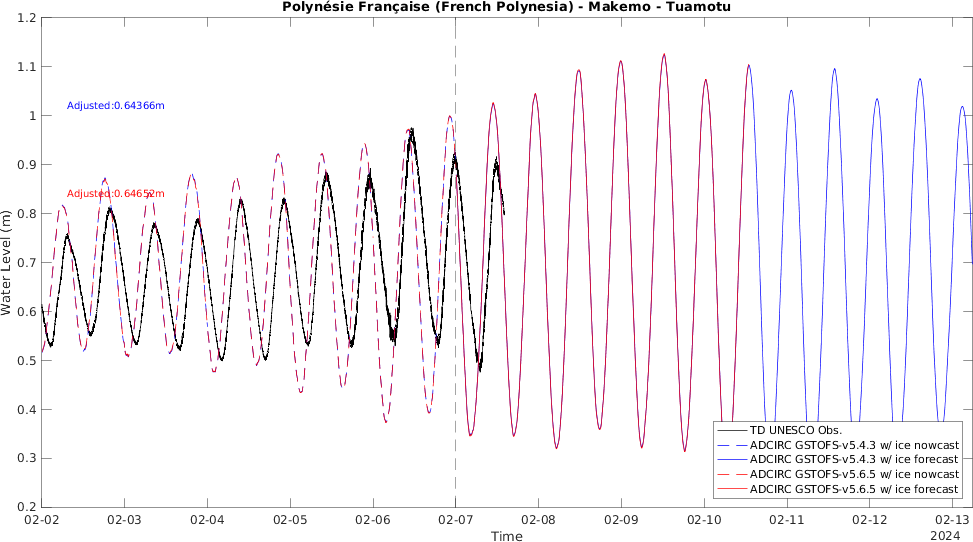 Polynésie Française (French Polynesia) - Makemo - Tuamotu
1.2
1.1
1
0.9
0.8
0.7
0.6
0.5
0.4
0.3
0.2
Water Level (m)
Adjusted:0.64366m
Adjusted:0.64652m
TD UNESCO Obs.
ADCIRC GSTOFS-v5.4.3 w/ ice nowcast
ADCIRC GSTOFS-v5.4.3 w/ ice forecast
ADCIRC GSTOFS-v5.6.5 w/ ice nowcast
ADCIRC GSTOFS-v5.6.5 w/ ice forecast
02-02 02-03 02-04 02-05 02-06 02-07 02-08 02-09 02-10 02-11 02-12 02-13
Time
2024